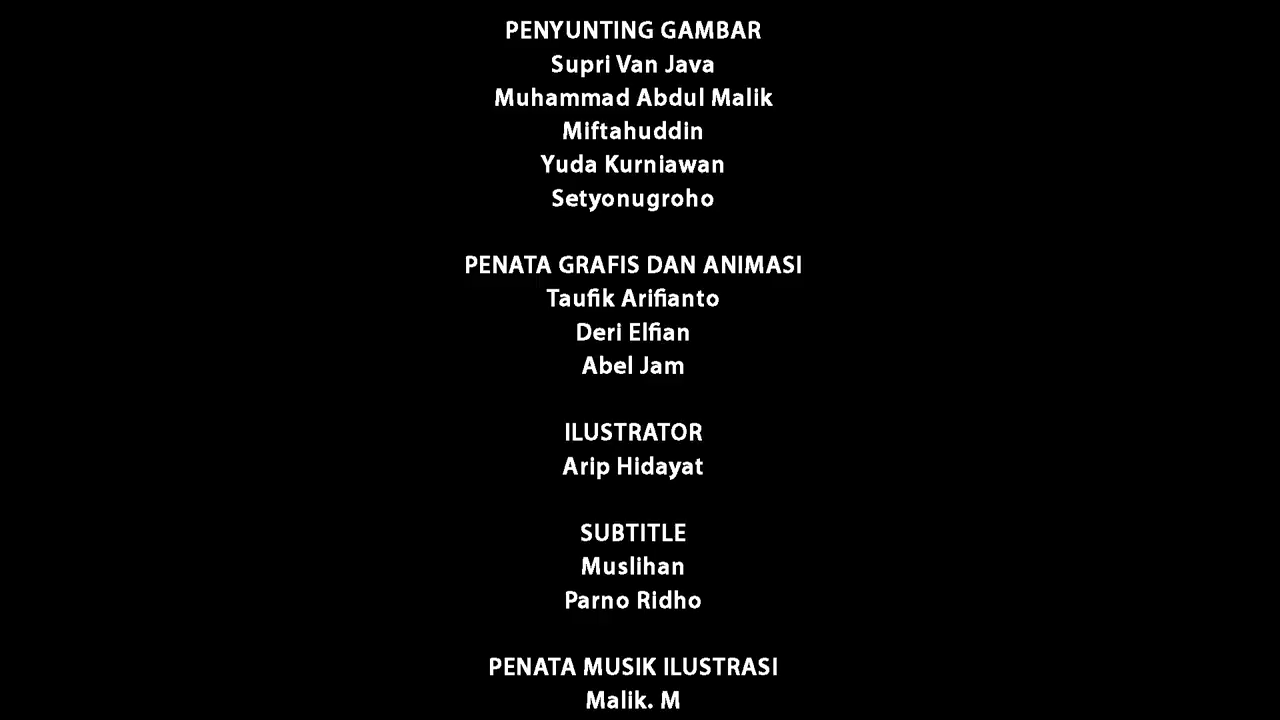 PENYUNTING GAMBAR
Supri Van Java
Muhammad Abdul Malik
Miftahuddin
Yuda Kurniawan
Setyonugroho
PENATA GRAFIS DAN ANIMASI
Taufik Arifianto
Deri Elfian
Abel Jam
ILUSTRATOR
Arip Hidayat
SUBTITLE
Muslihan
Parno Ridho
PENATA MUSIK ILUSTRASI
Malik. M